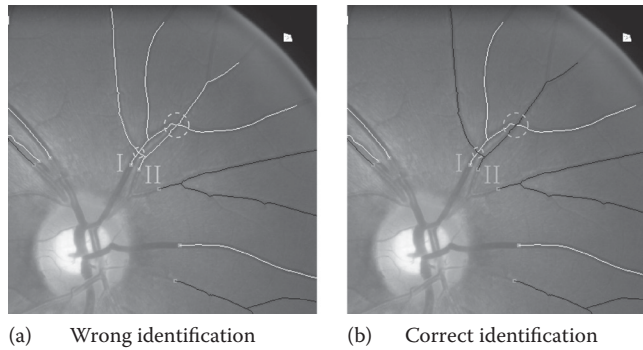 I
II
I
II
(a) Wrong identification
(b) Correct identification